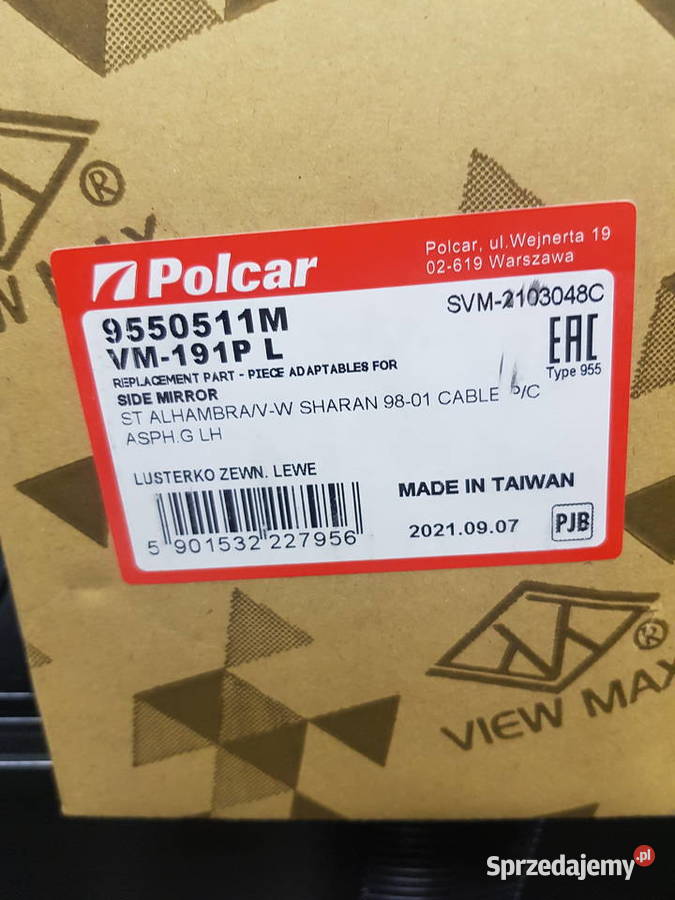 ®
Polcar
Polcar, ul.Wejnerta 19
02-619 Warszawa
9550511M
SVM-2103048C
VM-191P L
EAC
REPLACEMENT PART - PIECE ADAPTABLES FOR
Type 955
SIDE MIRROR
ST ALHAMBRA/V-W SHARAN 98-01 CABLE P/C
ASPH.G LH
LUSTERKO ZEWN. LEWE
MADE IN TAIWAN
5 901532 227956
2021.09.07
PJB
®
VIEW MAX
Sprzedajemy.pl